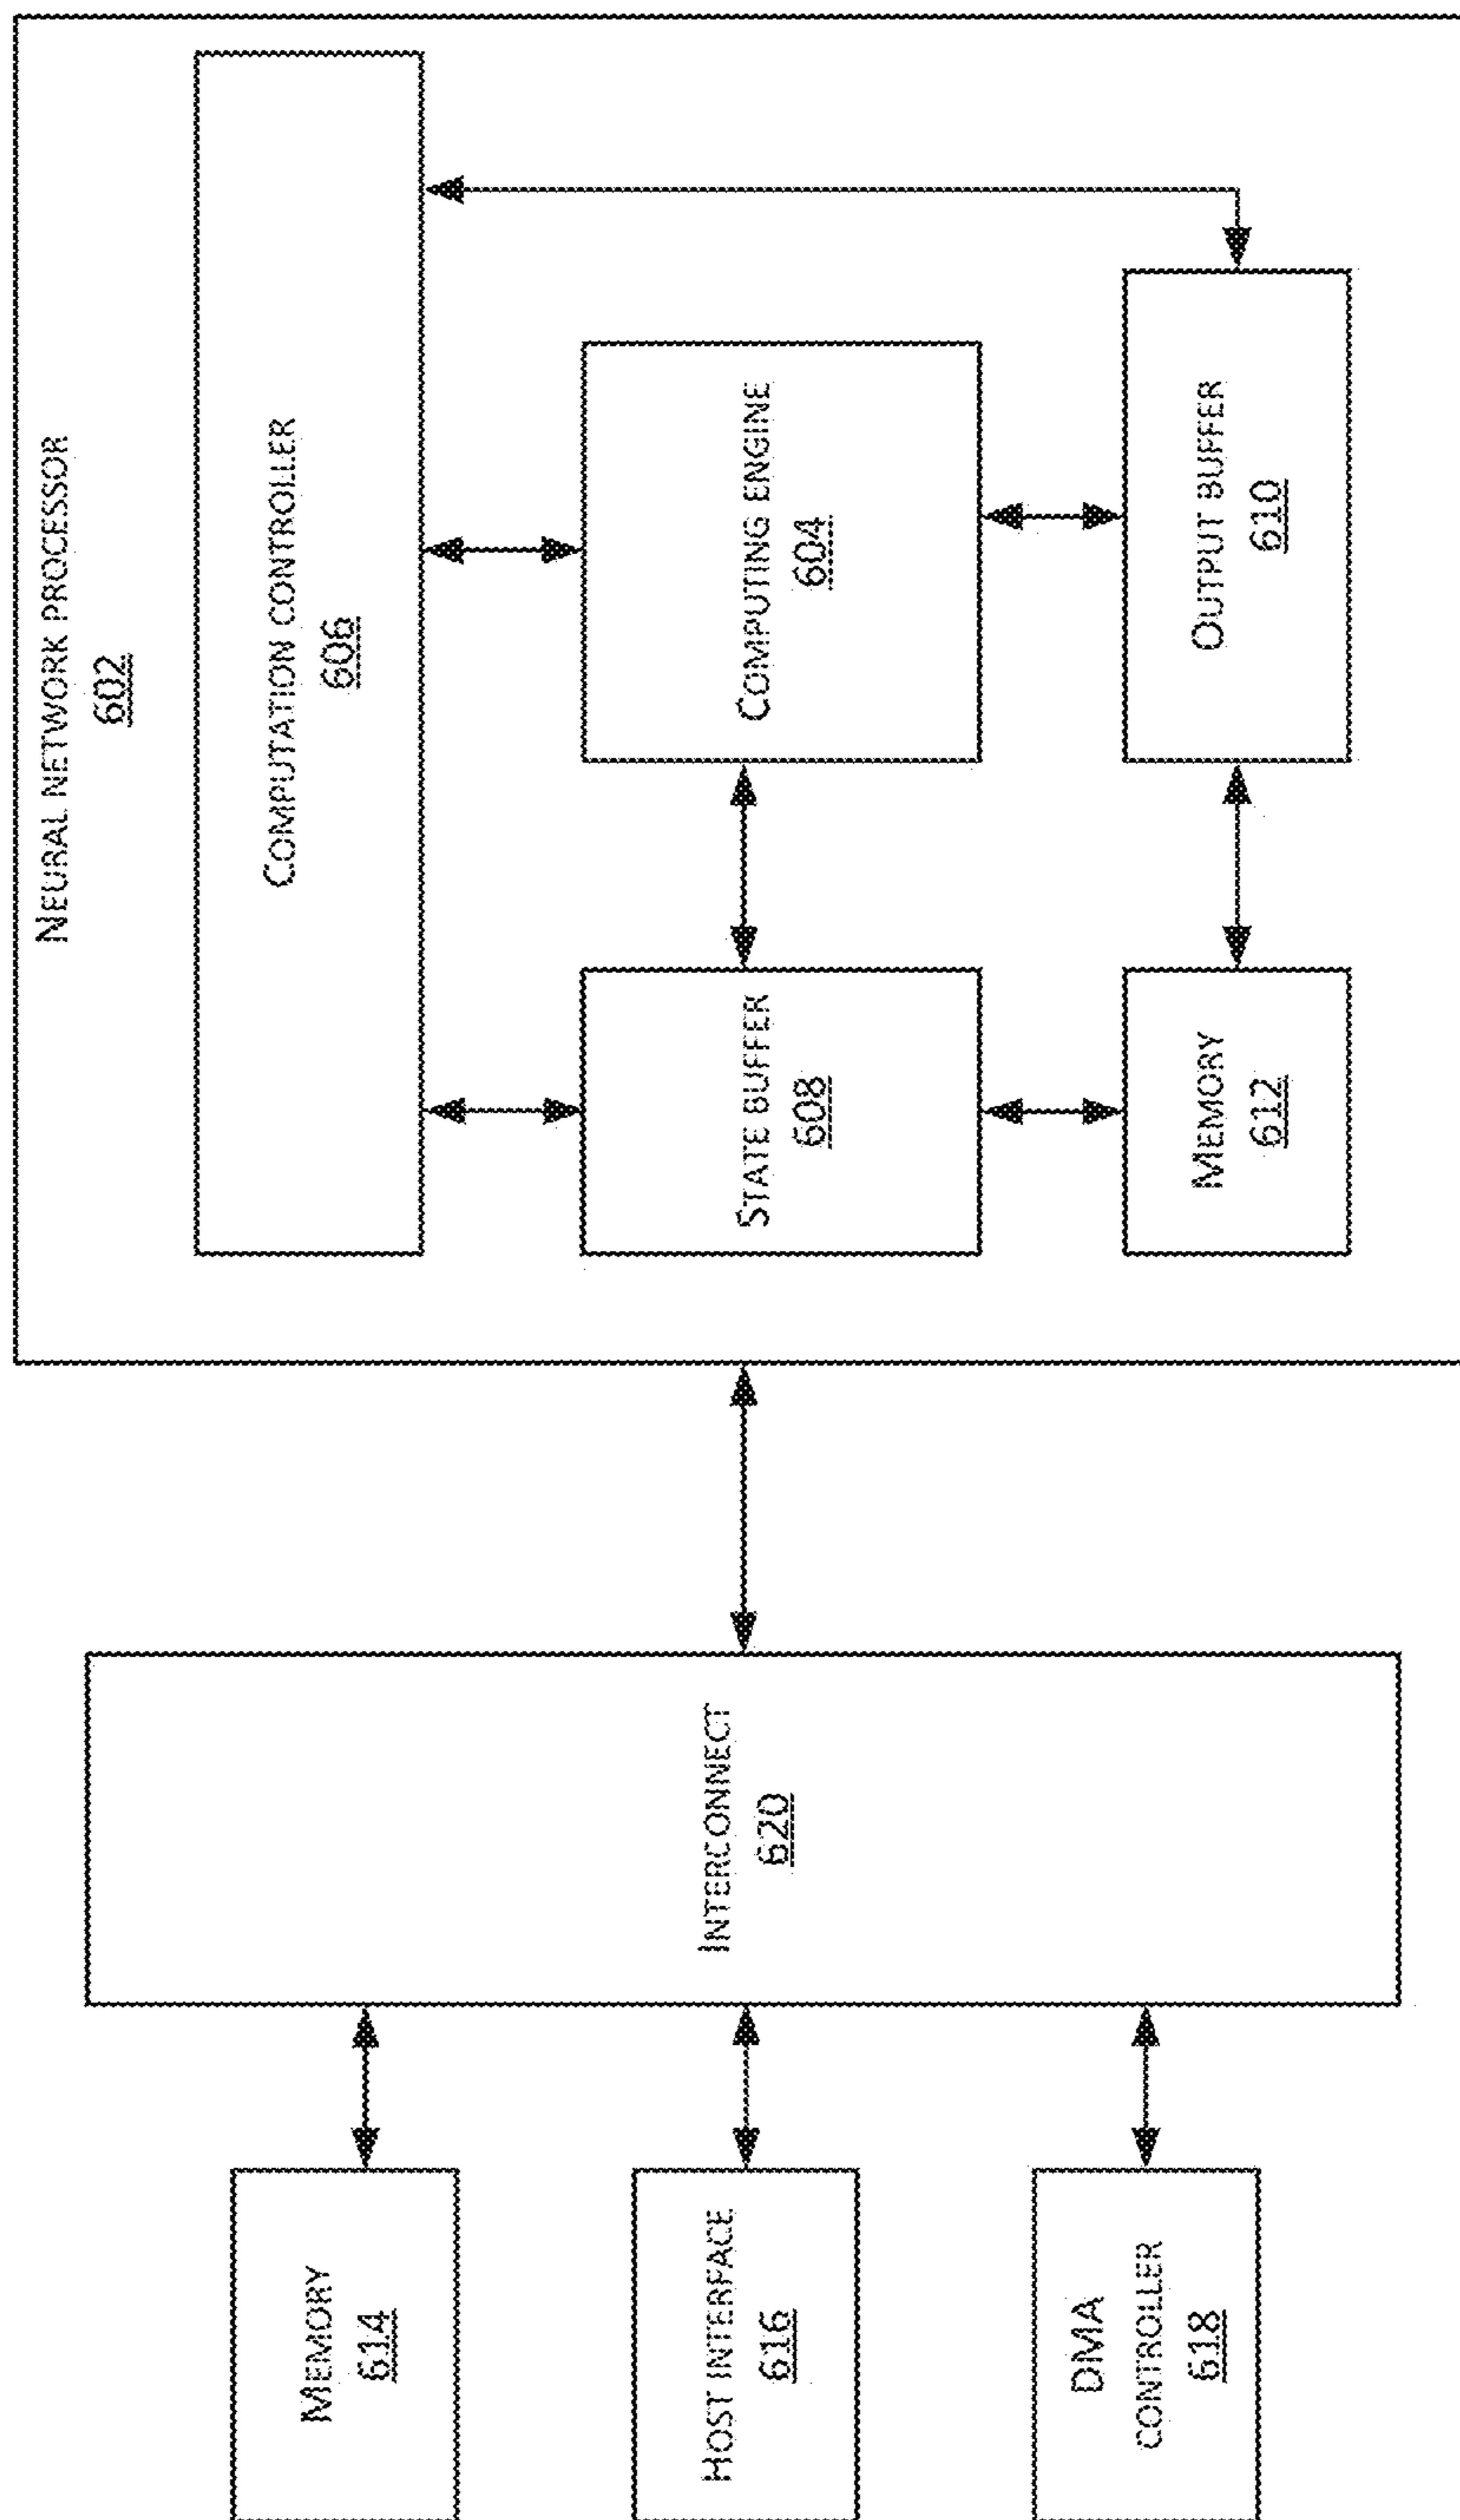 NEURAL NETWORK PROCESSOR
602
COMPUTATION CONTROLLER
606
STATE BUFFER
608
COMPUTING ENGINE
604
MEMORY
612
OUTPUT BUFFER
610
INTERCONNECT
620
MEMORY
614
HOST INTERFACE
616
DMA
CONTROLLER
618